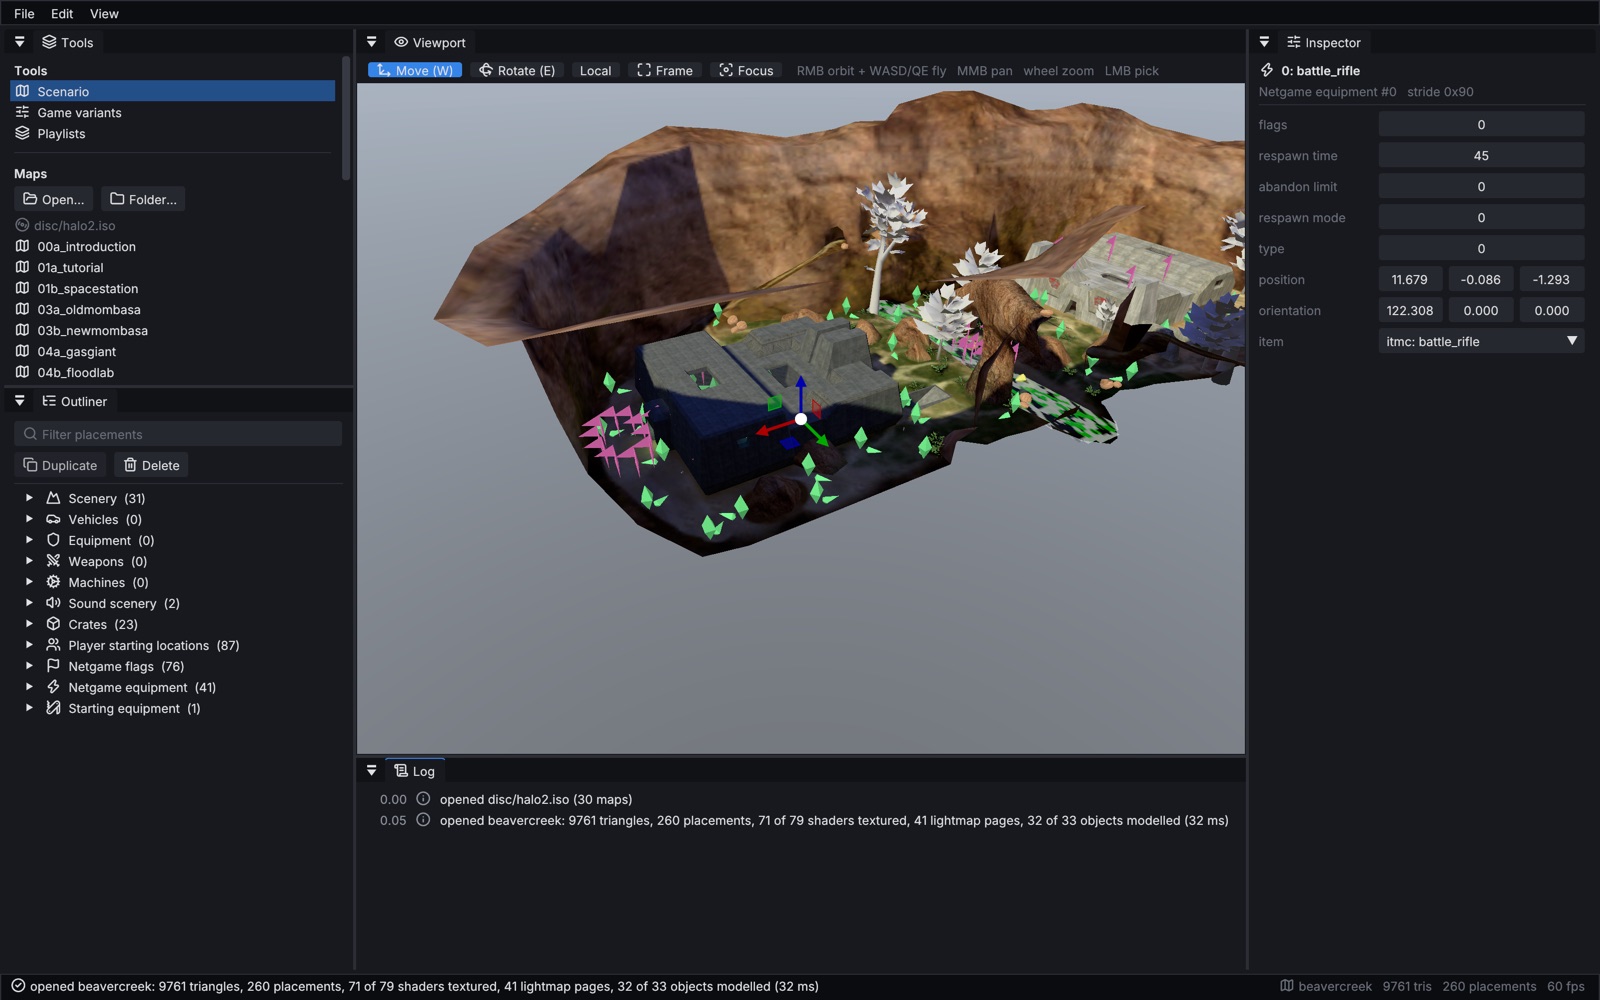 File Edit View
Tools
Tools
Scenario
Game variants
Playlists
Maps
Open... Folder...
disc/halo2.iso
00a_introduction
01a_tutorial
01b_spacestation
03a_oldmombasa
03b_newmombasa
04a_gasgiant
04b_floodlab
Outliner
Filter placements
Duplicate Delete
Scenery (31)
Vehicles (0)
Equipment (0)
Weapons (0)
Machines (0)
Sound scenery (2)
Crates (23)
Player starting locations (87)
Netgame flags (76)
Netgame equipment (41)
Starting equipment (1)
Viewport
Move (W) Rotate (E) Local Frame Focus RMB orbit + WASD/QE fly MMB pan wheel zoom LMB pick
Log
0.00 opened disc/halo2.iso (30 maps)
0.05 opened beavercreek: 9761 triangles, 260 placements, 71 of 79 shaders textured, 41 lightmap pages, 32 of 33 objects modelled (32 ms)
Inspector
0: battle_rifle
Netgame equipment #0 stride 0x90
flags 0
respawn time 45
abandon limit 0
respawn mode 0
type 0
position 11.679 -0.086 -1.293
orientation 122.308 0.000 0.000
item itmc: battle_rifle
opened beavercreek: 9761 triangles, 260 placements, 71 of 79 shaders textured, 41 lightmap pages, 32 of 33 objects modelled (32 ms)
beavercreek 9761 tris 260 placements 60 fps